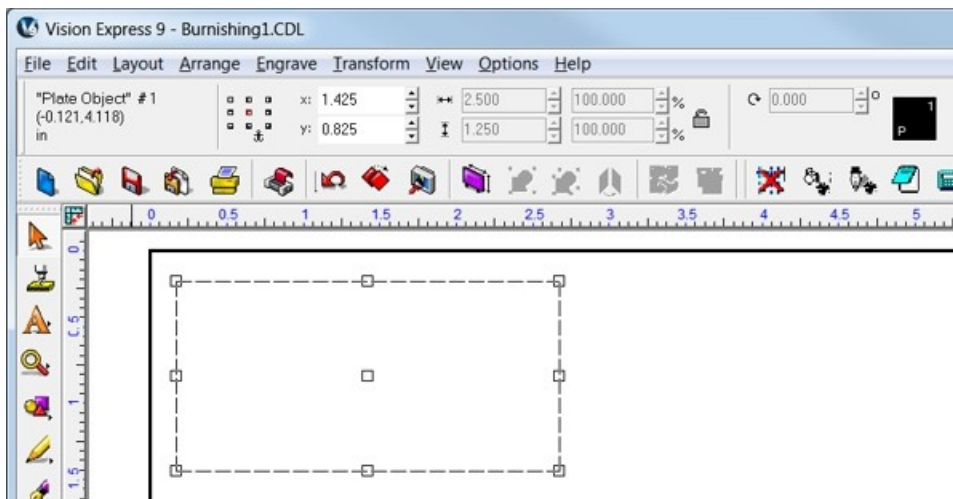 Vision Express 9 - Burnishing1.CDL
File Edit Layout Arrange Engrave Transform View Options Help
"Plate Object" # 1
(-0.121,4.118)
in
x: 1.425
y: 0.825
2.500
1.250
100.000 %
100.000 %
0.000 °
1
P
0 0.5 1 1.5 2 2.5 3 3.5 4 4.5 5
0
0.5
1
1.5